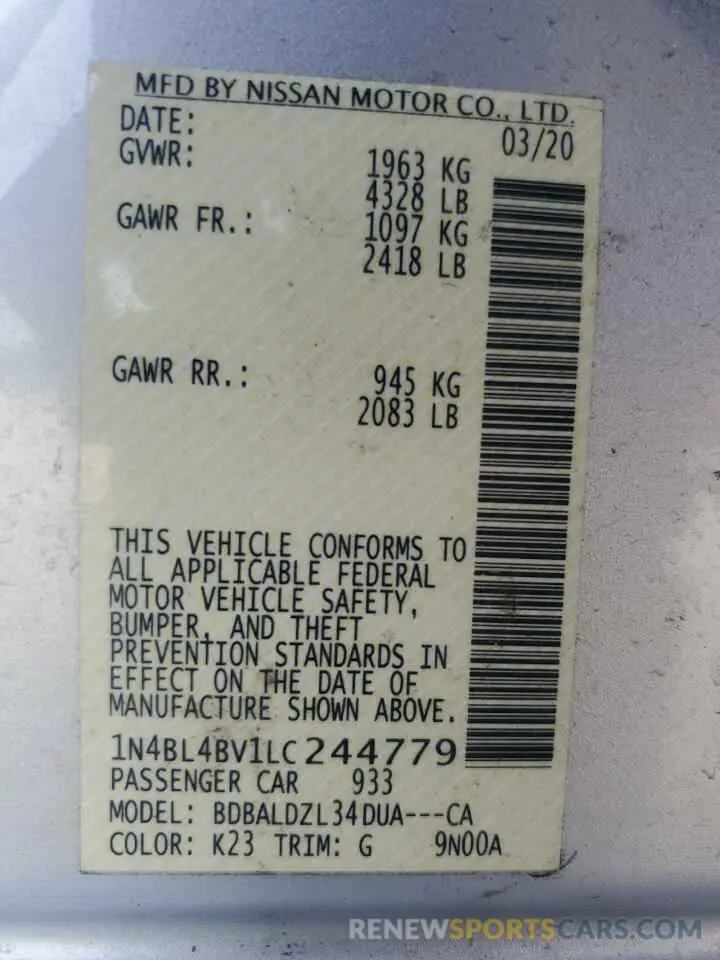 MFD BY NISSAN MOTOR CO., LTD.
DATE: 03/20
GVWR: 1963 KG
4328 LB
GAWR FR.: 1097 KG
2418 LB
GAWR RR.: 945 KG
2083 LB
THIS VEHICLE CONFORMS TO
ALL APPLICABLE FEDERAL
MOTOR VEHICLE SAFETY,
BUMPER, AND THEFT
PREVENTION STANDARDS IN
EFFECT ON THE DATE OF
MANUFACTURE SHOWN ABOVE.
1N4BL4BV1LC244779
PASSENGER CAR 933
MODEL: BDBALDZL34DUA---CA
COLOR: K23 TRIM: G 9N00A
RENEWSPORTSCARS.COM